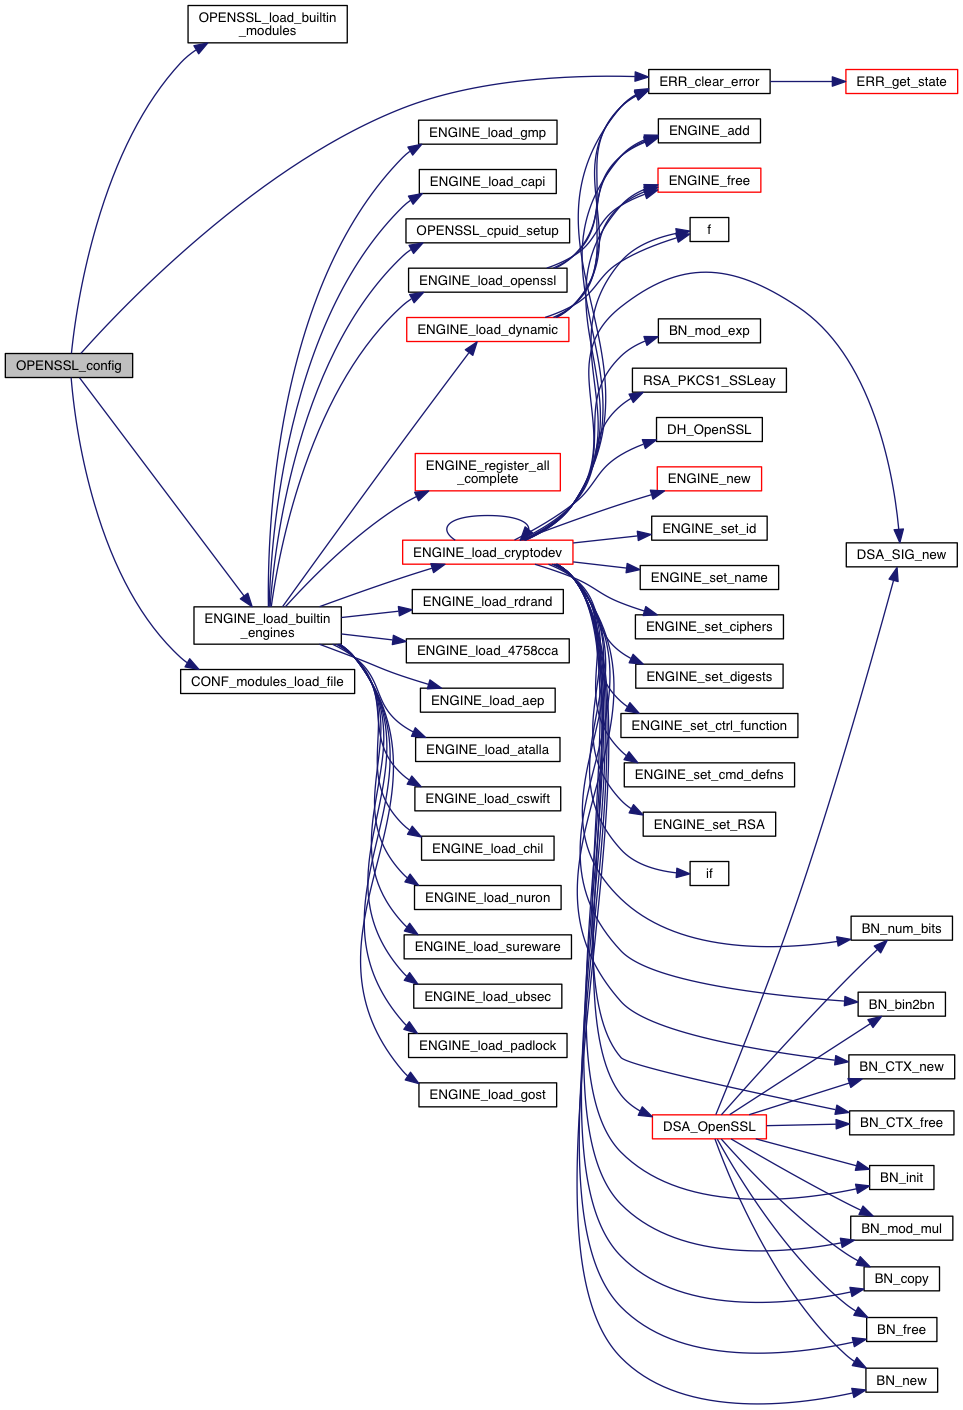 OPENSSL_config
OPENSSL_load_builtin
_modules
ENGINE_load_builtin
_engines
CONF_modules_load_file
ENGINE_load_gmp
ENGINE_load_capi
OPENSSL_cpuid_setup
ENGINE_load_openssl
ENGINE_load_dynamic
ENGINE_register_all
_complete
ENGINE_load_cryptodev
ENGINE_load_rdrand
ENGINE_load_4758cca
ENGINE_load_aep
ENGINE_load_atalla
ENGINE_load_cswift
ENGINE_load_chil
ENGINE_load_nuron
ENGINE_load_sureware
ENGINE_load_ubsec
ENGINE_load_padlock
ENGINE_load_gost
ERR_clear_error
ENGINE_add
ENGINE_free
f
BN_mod_exp
RSA_PKCS1_SSLeay
DH_OpenSSL
ENGINE_new
ENGINE_set_id
ENGINE_set_name
ENGINE_set_ciphers
ENGINE_set_digests
ENGINE_set_ctrl_function
ENGINE_set_cmd_defns
ENGINE_set_RSA
if
DSA_OpenSSL
ERR_get_state
DSA_SIG_new
BN_num_bits
BN_bin2bn
BN_CTX_new
BN_CTX_free
BN_init
BN_mod_mul
BN_copy
BN_free
BN_new